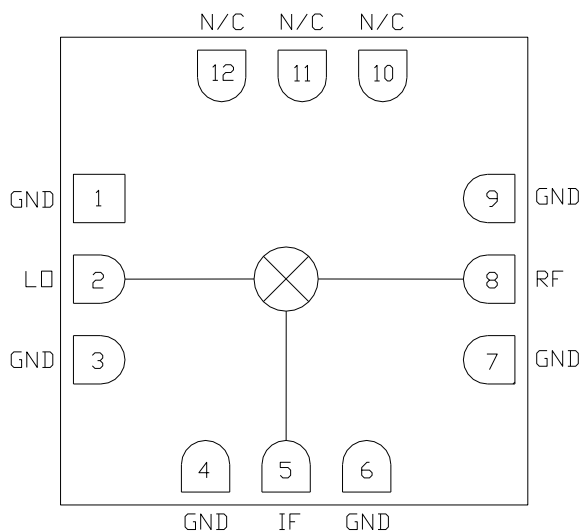 N/C N/C N/C
12 11 10
GND 1 9 GND
LO 2 8 RF
GND 3 7 GND
4 5 6
GND IF GND